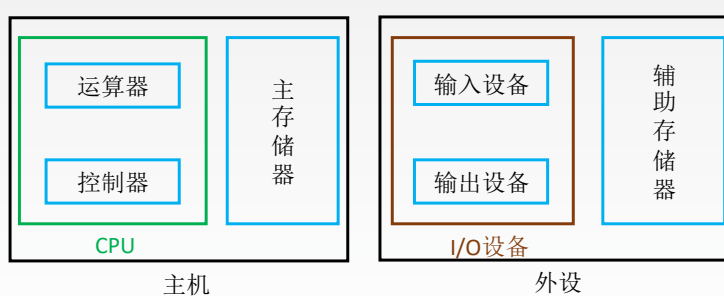 运算器
控制器
CPU
主存储器
主机
输入设备
输出设备
I/O设备
辅助存储器
外设